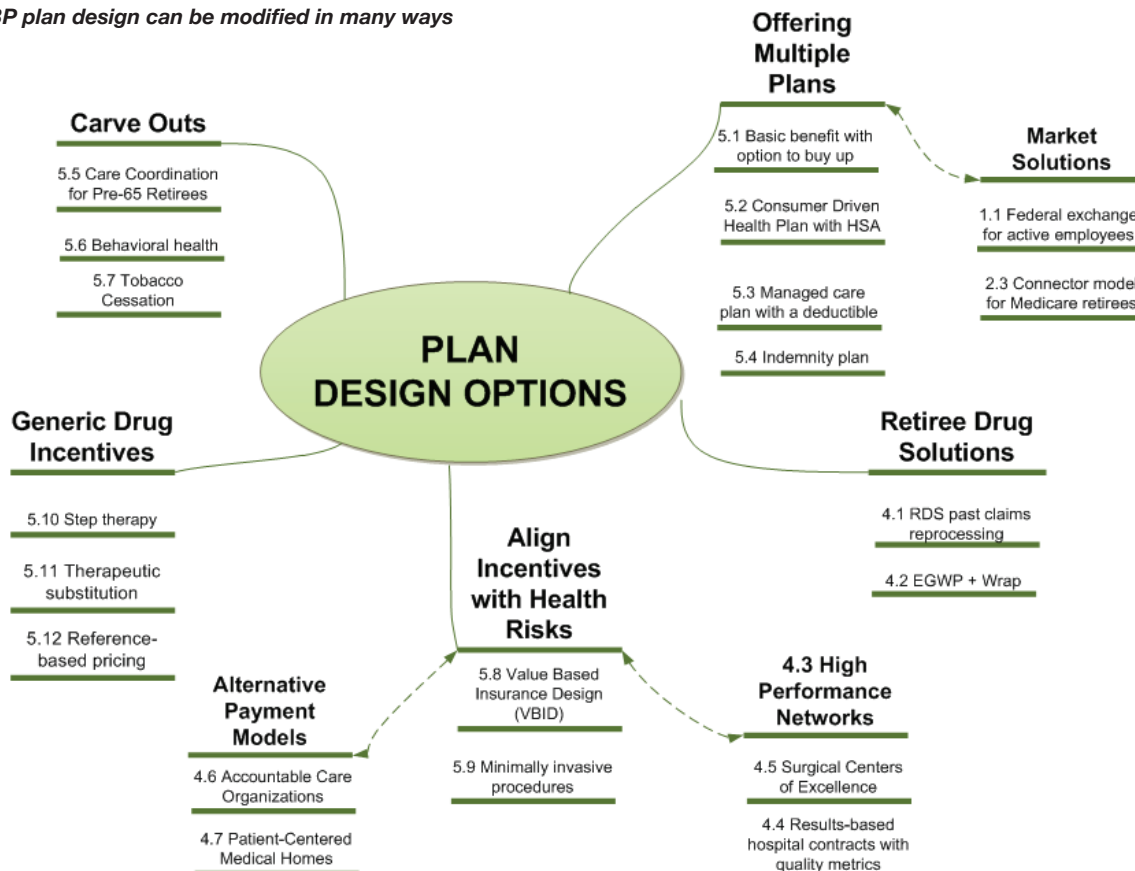 BP plan design can be modified in many ways
Offering
Multiple
Plans
5.1 Basic benefit with
option to buy up
5.2 Consumer Driven
Health Plan with HSA
5.3 Managed care
plan with a deductible
5.4 Indemnity plan
Market
Solutions
1.1 Federal exchange
for active employees
2.3 Connector model
for Medicare retirees
Carve Outs
5.5 Care Coordination
for Pre-65 Retirees
5.6 Behavioral health
5.7 Tobacco
Cessation
PLAN
DESIGN OPTIONS
Generic Drug
Incentives
5.10 Step therapy
5.11 Therapeutic
substitution
5.12 Reference-
based pricing
Retiree Drug
Solutions
4.1 RDS past claims
reprocessing
4.2 EGWP + Wrap
Align
Incentives
with Health
Risks
5.8 Value Based
Insurance Design
(VBID)
5.9 Minimally invasive
procedures
Alternative
Payment
Models
4.6 Accountable Care
Organizations
4.7 Patient-Centered
Medical Homes
4.3 High
Performance
Networks
4.5 Surgical Centers
of Excellence
4.4 Results-based
hospital contracts with
quality metrics